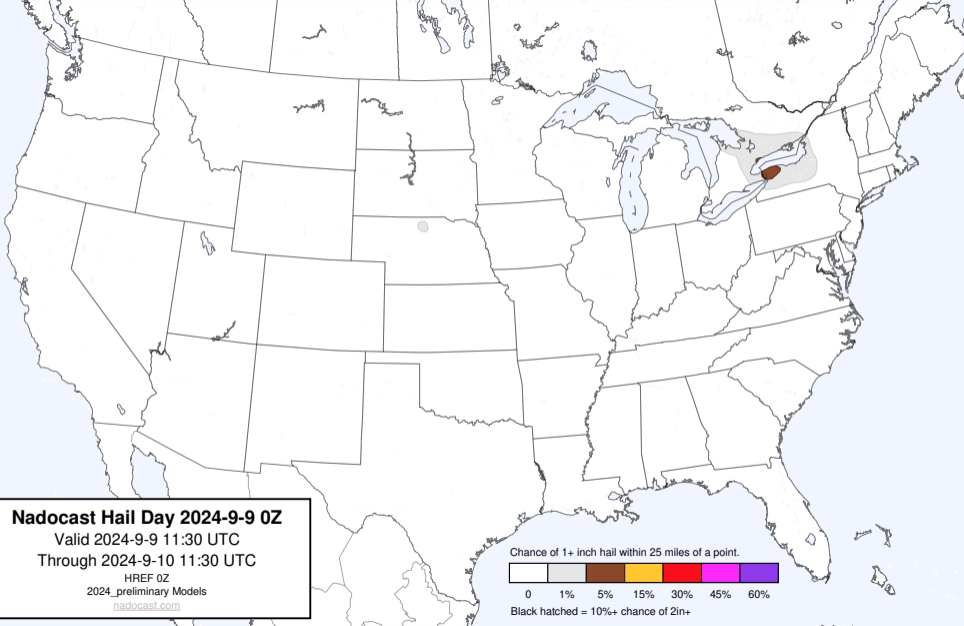 Nadocast Hail Day 2024-9-9 0Z
Valid 2024-9-9 11:30 UTC
Through 2024-9-10 11:30 UTC
HREF 0Z
2024_preliminary Models
nadocast.com
Chance of 1+ inch hail within 25 miles of a point.
0 1% 5% 15% 30% 45% 60%
Black hatched = 10%+ chance of 2in+